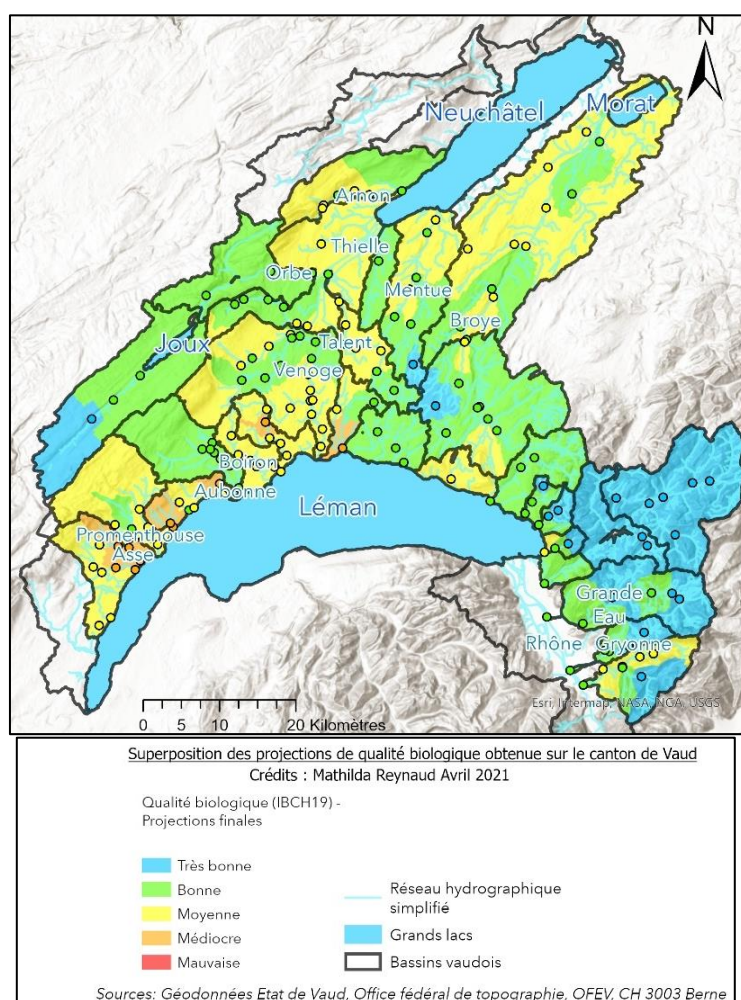 N
Neuchâtel
Morat
Arnon
Thielle
Orbe
Mentue
Joux
Talent
Broye
Venoge
Boiron
Aubonne
Léman
Promenthouse
Asse
Grande
Eau
Rhône
Gryonne
0 5 10 20 Kilomètres
Esri, Intermap, NASA, NGA, USGS
Superposition des projections de qualité biologique obtenue sur le canton de Vaud
Crédits : Mathilda Reynaud Avril 2021
Qualité biologique (IBCH19) -
Projections finales
Très bonne
Bonne
Moyenne
Médiocre
Mauvaise
Réseau hydrographique
simplifié
Grands lacs
Bassins vaudois
Sources: Géodonnées Etat de Vaud, Office fédéral de topographie, OFEV, CH 3003 Berne